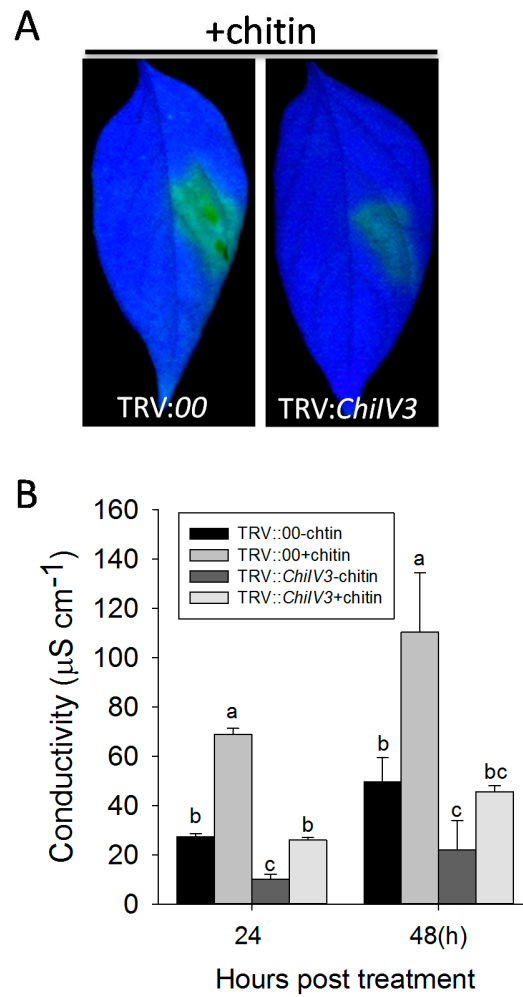 A
+chitin
TRV:00
TRV:ChiIV3
B
160
140
120
100
80
60
40
20
0
Conductivity (µS cm-1)
TRV::00-chtin
TRV::00+chitin
TRV::ChiIV3-chitin
TRV::ChiIV3+chitin
b
a
c
b
b
a
c
bc
24
48(h)
Hours post treatment